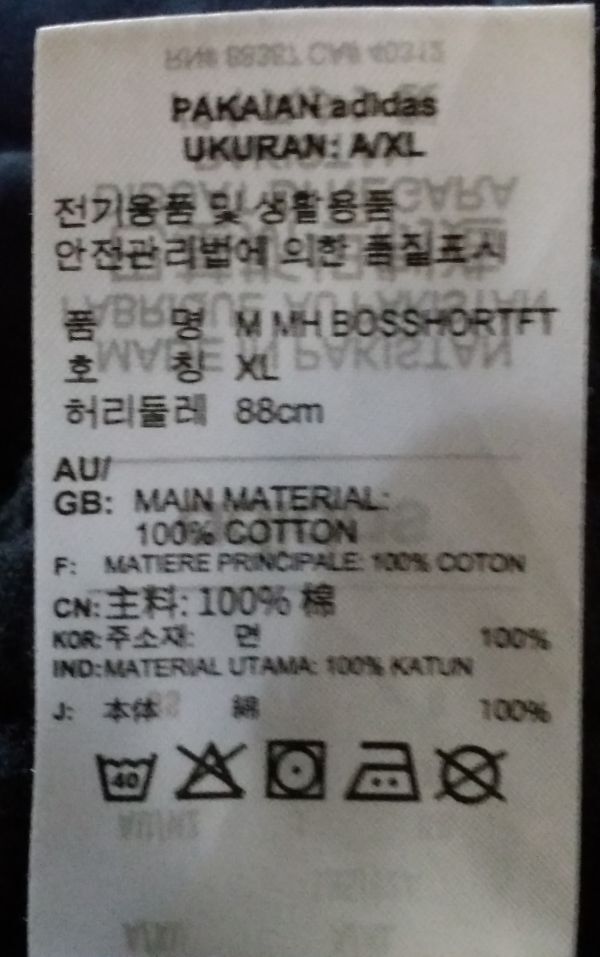 PAKAIAN adidas
UKURAN: A/XL
전기용품 및 생활용품
안전관리법에 의한 품질표시
품 명 M MH BOSSHORTFT
호 칭 XL
허리둘레 88cm
AU/
GB: MAIN MATERIAL:
100% COTTON
F: MATIERE PRINCIPALE: 100% COTON
CN: 主料: 100% 棉
KOR: 주소재: 면 100%
IND: MATERIAL UTAMA: 100% KATUN
J: 本体 綿 100%
40